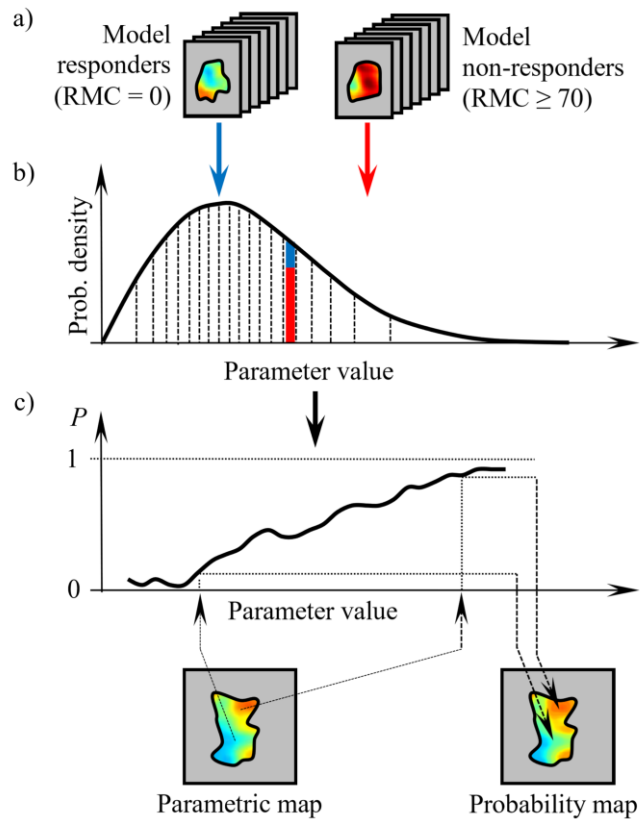 a)
Model
responders
(RMC = 0)
Model
non-responders
(RMC ≥ 70)
b)
Prob. density
Parameter value
c)
P
1
0
Parameter value
Parametric map
Probability map